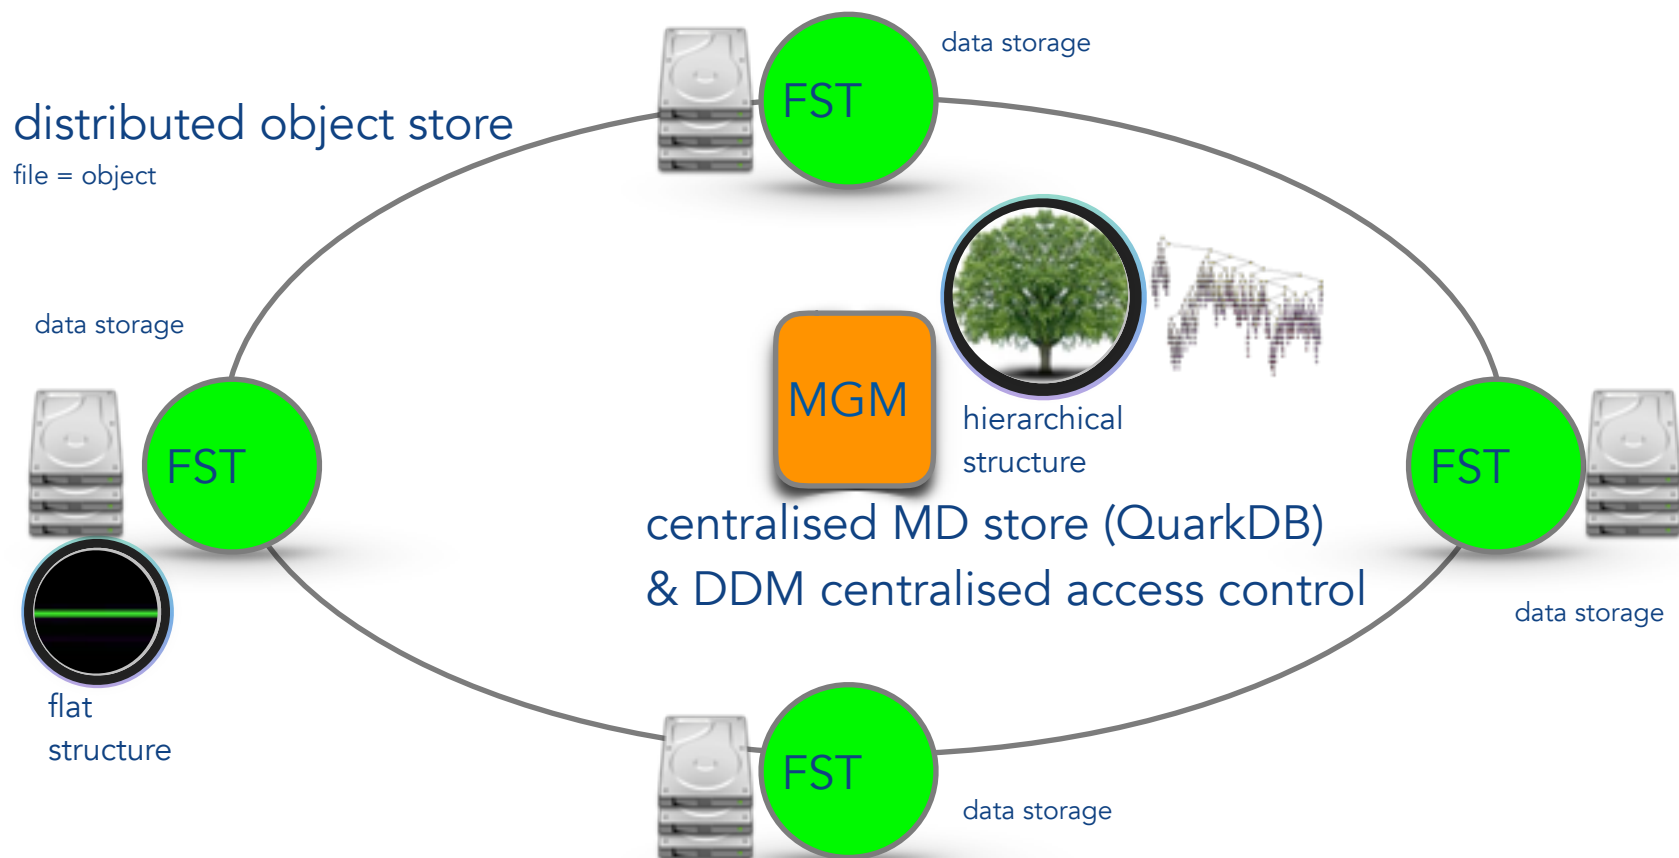 data storage
FST
distributed object store
file = object
data storage
MGM
hierarchical
structure
FST
FST
centralised MD store (QuarkDB)
& DDM centralised access control
data storage
flat
structure
FST
data storage